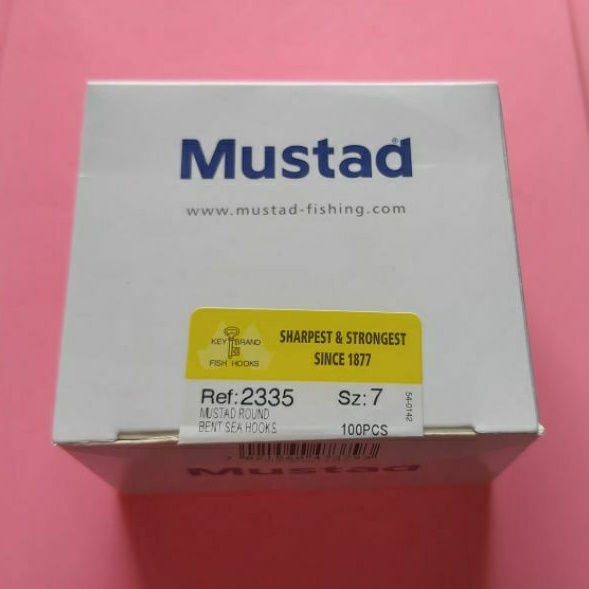 Mustad®
www.mustad-fishing.com
KEY BRAND
FISH HOOKS
SHARPEST & STRONGEST
SINCE 1877
Ref:2335
Sz:7
MUSTAD ROUND
BENT SEA HOOKS
100PCS
54-0142
Mustad